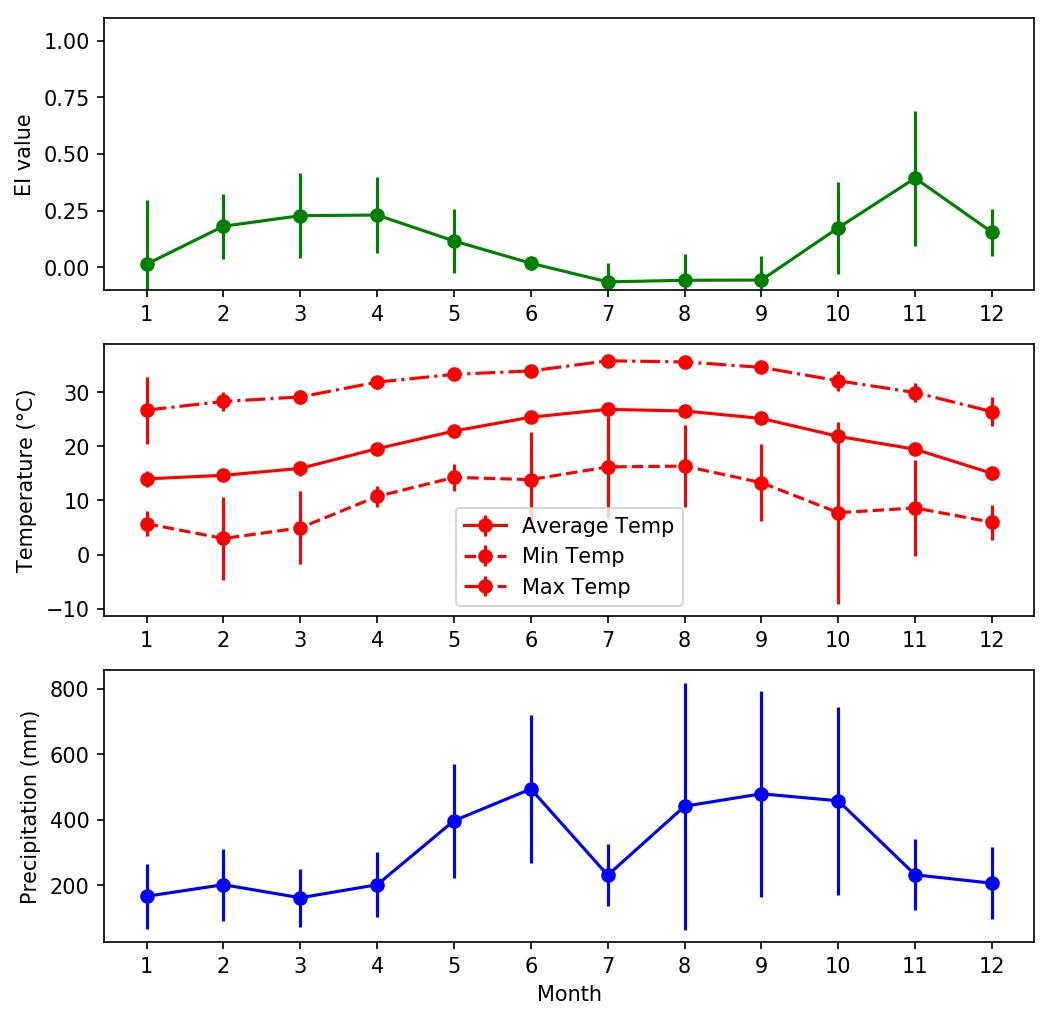 EI value
1.00
0.75
0.50
0.25
0.00
1 2 3 4 5 6 7 8 9 10 11 12
Temperature (°C)
30
20
10
0
−10
Average Temp
Min Temp
Max Temp
1 2 3 4 5 6 7 8 9 10 11 12
Precipitation (mm)
800
600
400
200
1 2 3 4 5 6 7 8 9 10 11 12
Month